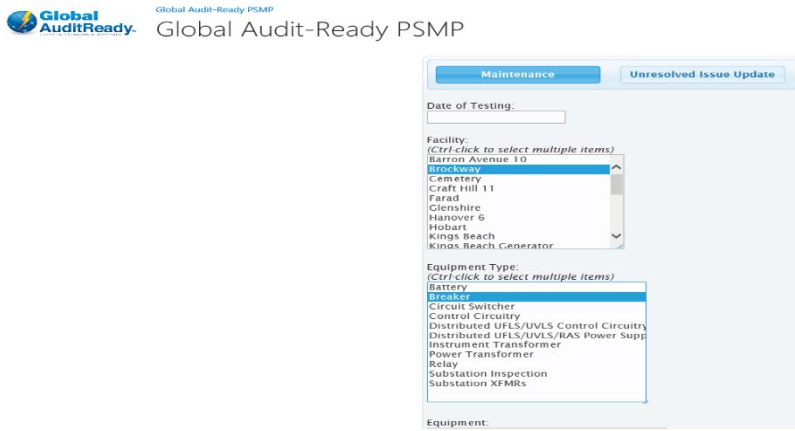 Global
AuditReady
Global Audit-Ready PSMP
Global Audit-Ready PSMP
Maintenance
Unresolved Issue Update
Date of Testing:
Facility:
(Ctrl-click to select multiple items)
Barron Avenue 10
Brockway
Cemetery
Craft Hill 11
Farad
Glenshire
Hanover 6
Hobart
Kings Beach
Kings Beach Generator
Equipment Type:
(Ctrl-click to select multiple items)
Battery
Breaker
Circuit Switcher
Control Circuitry
Distributed UFLS/UVLS Control Circuitry
Distributed UFLS/UVLS/RAS Power Supp
Instrument Transformer
Power Transformer
Relay
Substation Inspection
Substation XFMRs
Equipment: